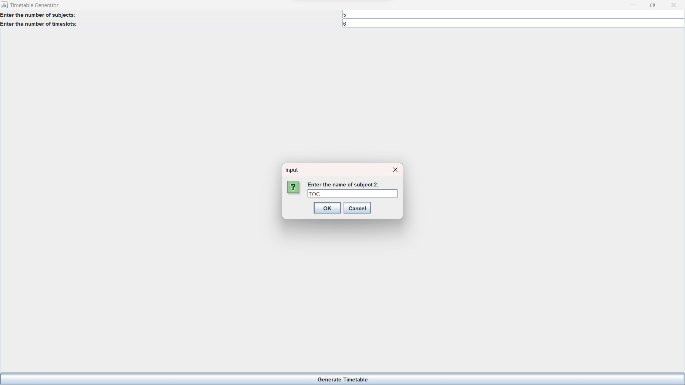 Timetable Generator
Enter the number of subjects:
5
Enter the number of timeslots:
6
Input
?
Enter the name of subject 2:
TOC
OK
Cancel
Generate Timetable